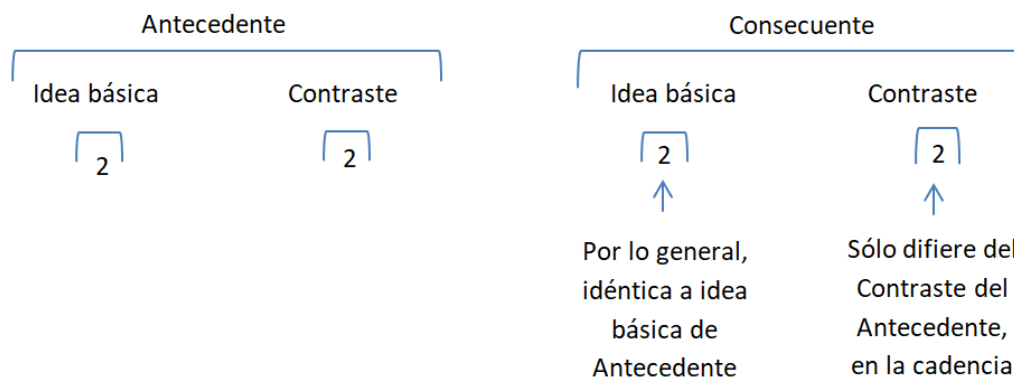 Antecedente
Consecuente
Idea básica
Contraste
Idea básica
Contraste
2
2
2
2
Por lo general,
idéntica a idea
básica de
Antecedente
Sólo difiere del
Contraste del
Antecedente,
en la cadencia